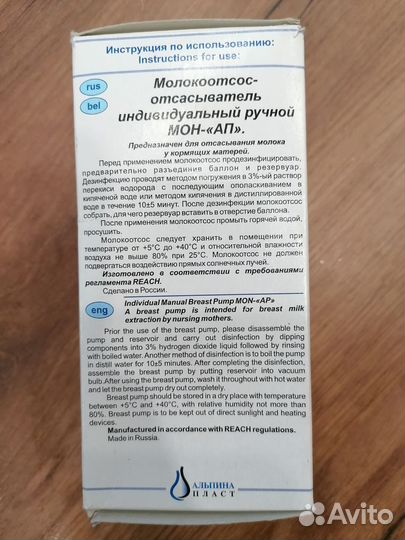 Инструкция по использованию:
Instructions for use:
rus
bel
Молокоотсос-
отсасыватель
индивидуальный ручной
МОН-«АП».
Предназначен для отсасывания молока
у кормящих матерей.
Перед применением молокоотсос продезинфицировать,
предварительно разъединив баллон и резервуар.
Дезинфекцию проводят методом погружения в 3%-ый раствор
перекиси водорода с последующим ополаскиванием в
кипяченой воде или методом кипячения в дистиллированной
воде в течение 10±5 минут. После дезинфекции молокоотсос
собрать, для чего резервуар вставить в отверстие баллона.
После применения молокоотсос промыть горячей водой,
просушить.
Молокоотсос следует хранить в помещении при
температуре от +5°С до +40°С и относительной влажности
воздуха не выше 80% при 25°С. Молокоотсос не должен
подвергаться воздействию прямых солнечных лучей.
Изготовлено в соответствии с требованиями
регламента REACH.
Сделано в России.
eng
Individual Manual Breast Pump MON-«AP»
A breast pump is intended for breast milk
extraction by nursing mothers.
Prior the use of the breast pump, please disassemble the
pump and reservoir and carry out disinfection by dipping
components into 3% hydrogen dioxide liquid followed by rinsing
with boiled water. Another method of disinfection is to boil the pump
in distill water for 10±5 minutes. After completing the disinfection,
assemble the breast pump by putting reservoir into vacuum
bulb. After using the breast pump, wash it throughout with hot water
and let the breast pump dry out completely.
Breast pump should be stored in a dry place with temperature
between +5°C and +40°C, with relative humidity not more than
80%. Breast pump is to be kept out of direct sunlight and heating
devices.
Manufactured in accordance with REACH regulations.
Made in Russia.
АЛЬПИНА
ПЛАСТ
Avito